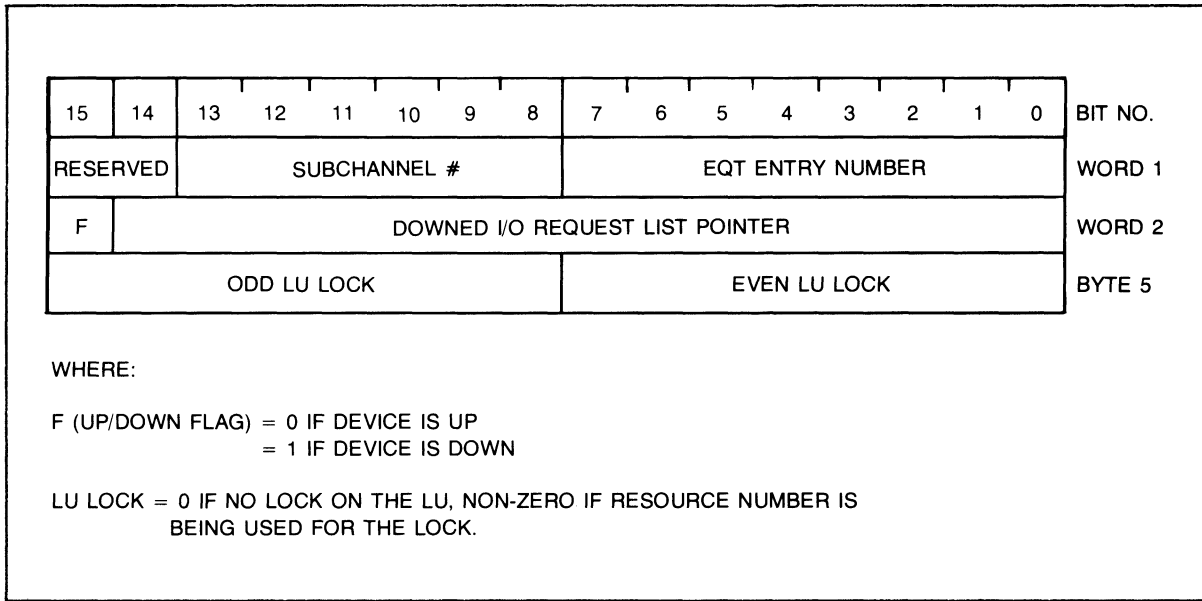 15 14 13 12 11 10 9 8 7 6 5 4 3 2 1 0 BIT NO.
RESERVED SUBCHANNEL # EQT ENTRY NUMBER WORD 1
F DOWNED I/O REQUEST LIST POINTER WORD 2
ODD LU LOCK EVEN LU LOCK BYTE 5
WHERE:
F (UP/DOWN FLAG) = 0 IF DEVICE IS UP
= 1 IF DEVICE IS DOWN
LU LOCK = 0 IF NO LOCK ON THE LU, NON-ZERO IF RESOURCE NUMBER IS
BEING USED FOR THE LOCK.